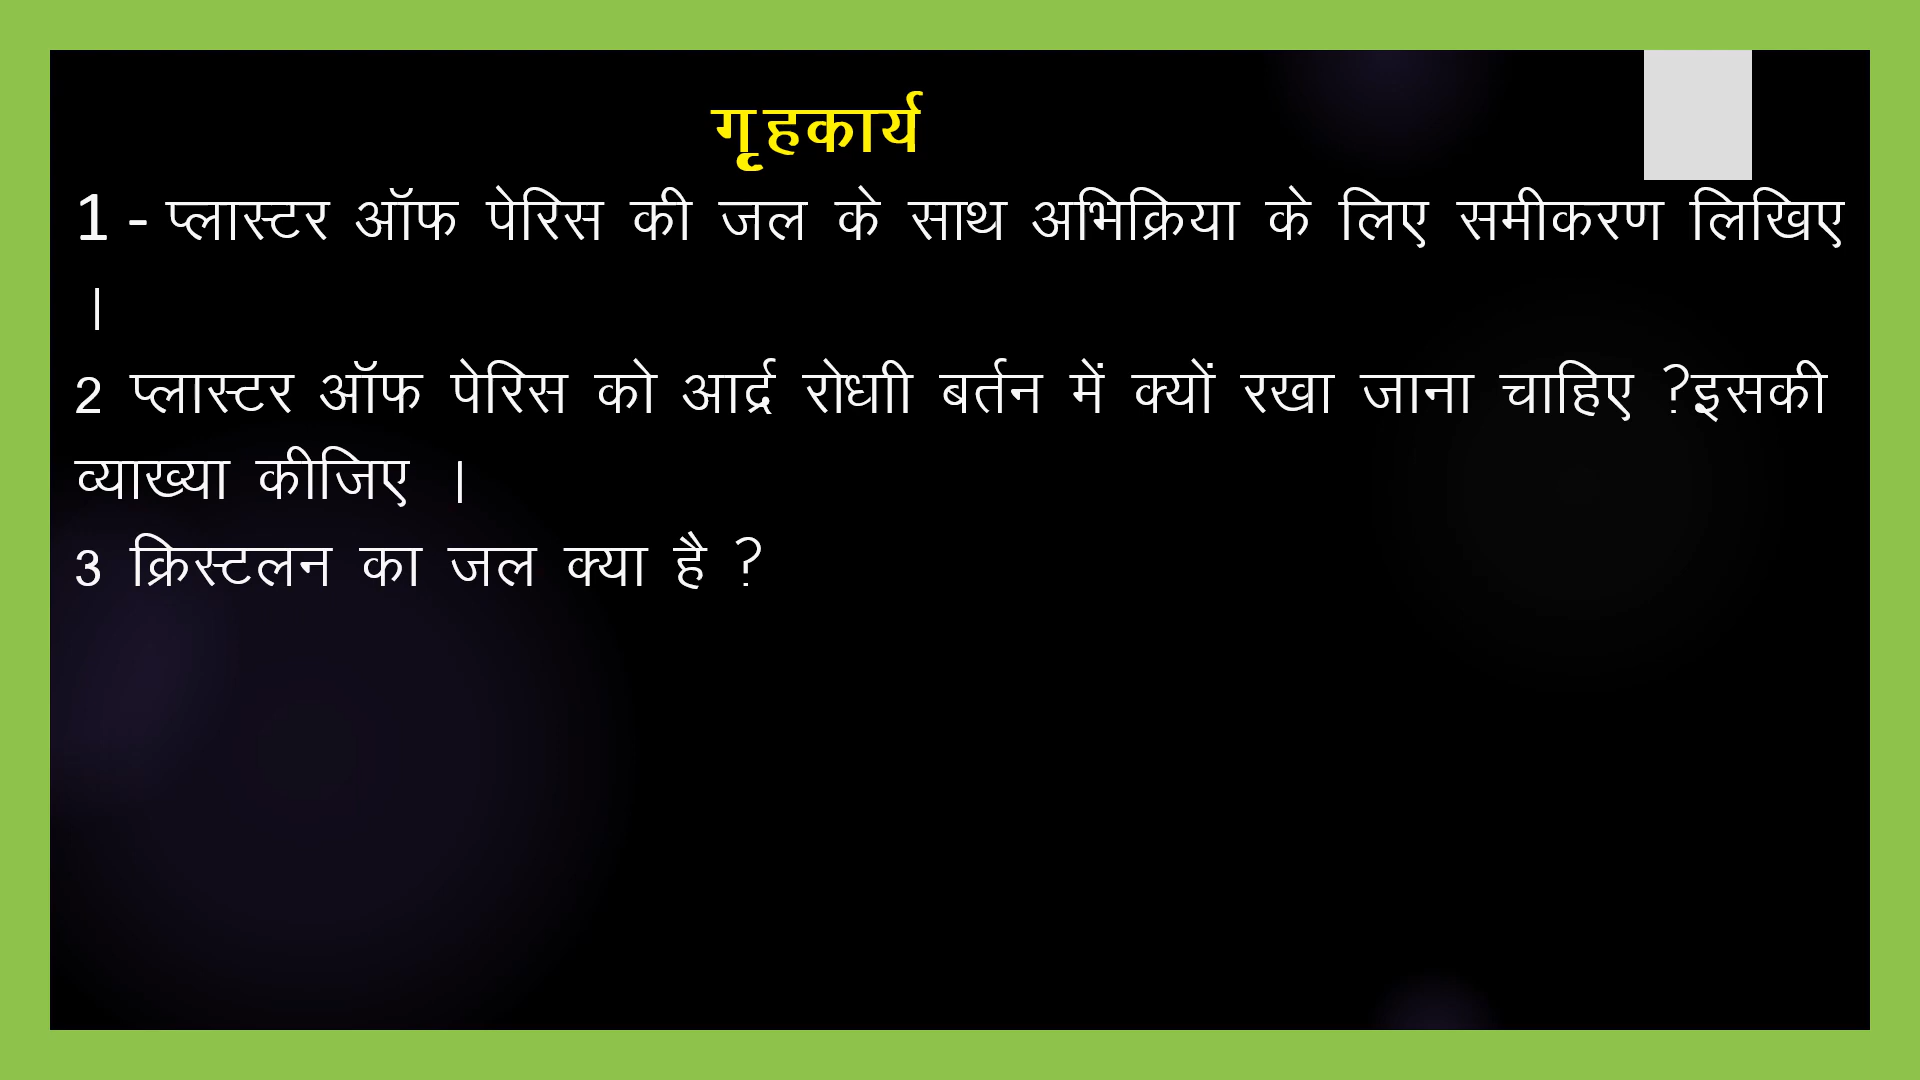 गृहकार्य
1 - प्लास्टर ऑफ पेरिस की जल के साथ अभिक्रिया के लिए समीकरण लिखिए
।
2 प्लास्टर ऑफ पेरिस को आर्द्र रोधाी बर्तन में क्यों रखा जाना चाहिए ?इसकी
व्याख्या कीजिए ।
3 क्रिस्टलन का जल क्या है ?